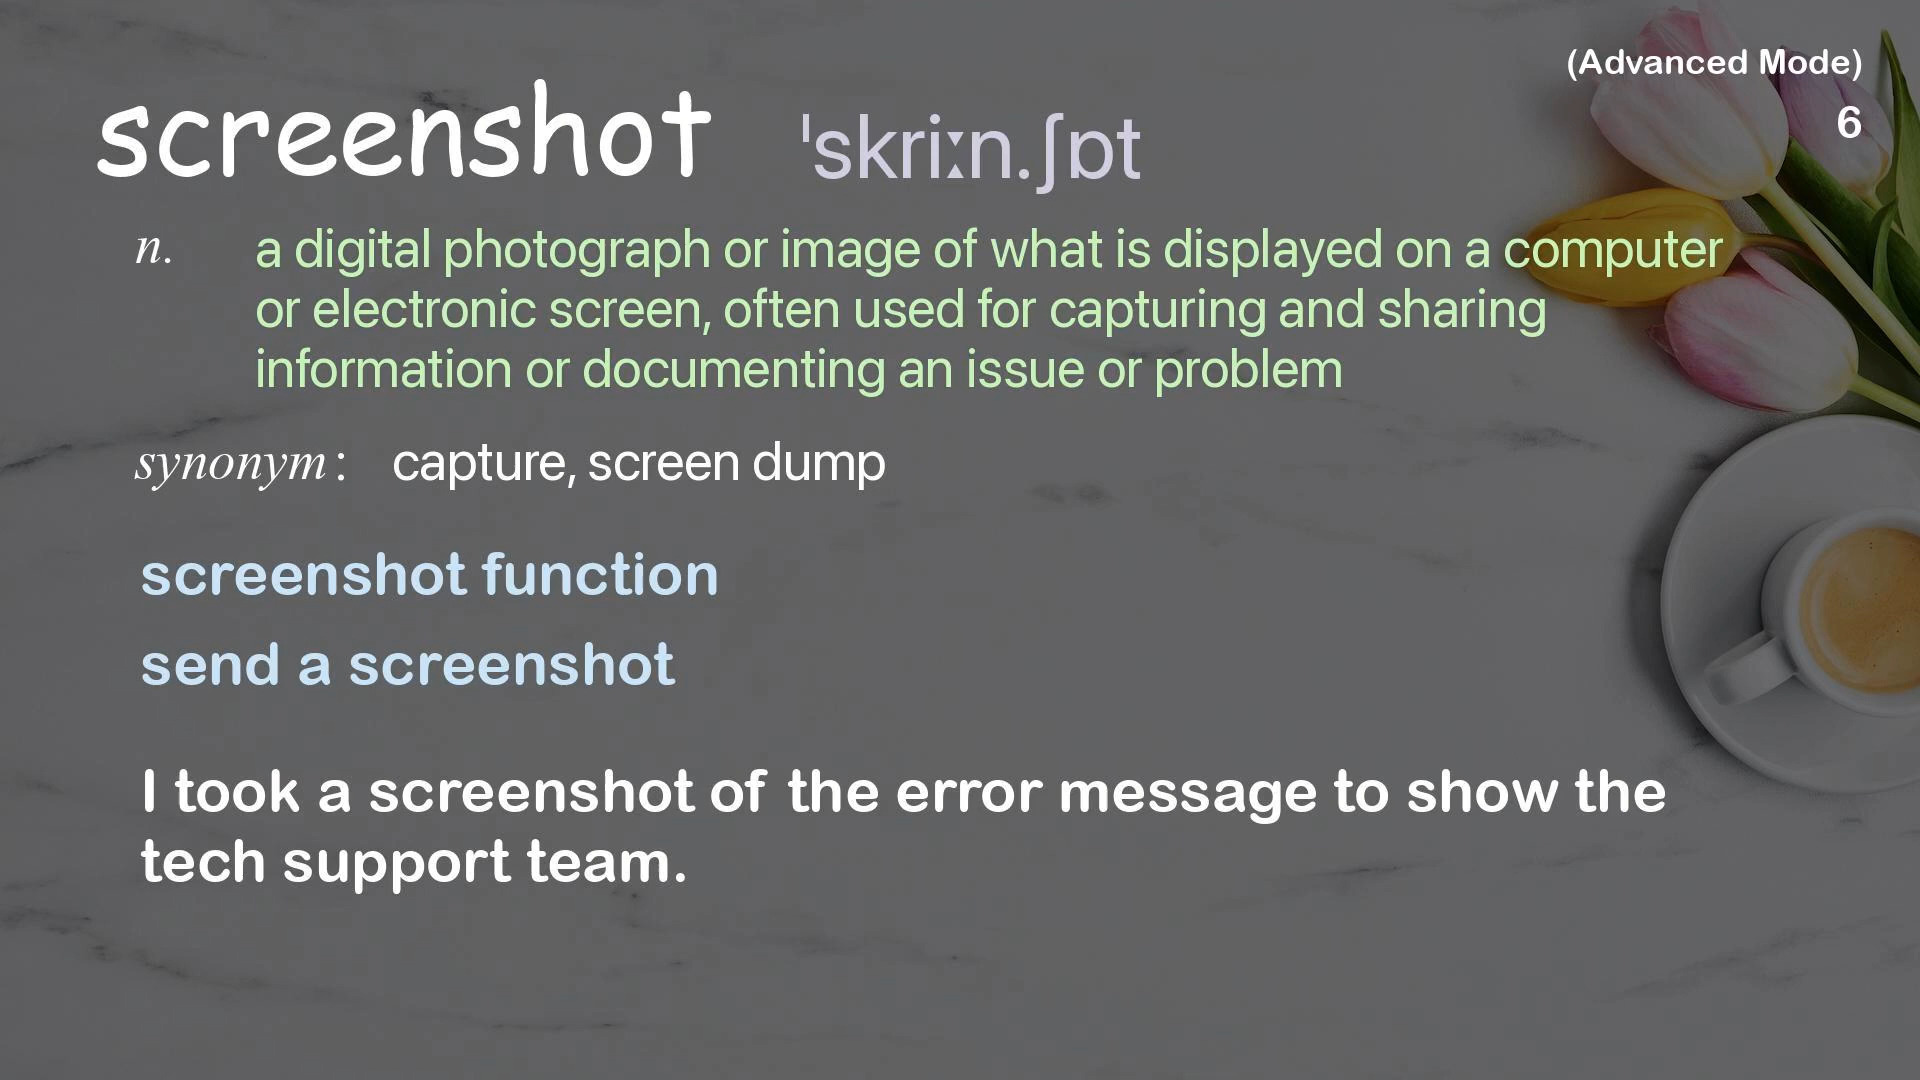 (Advanced Mode)
screenshot ˈskriːn.ʃɒt
6
n. a digital photograph or image of what is displayed on a computer
or electronic screen, often used for capturing and sharing
information or documenting an issue or problem
synonym: capture, screen dump
screenshot function
send a screenshot
I took a screenshot of the error message to show the
tech support team.